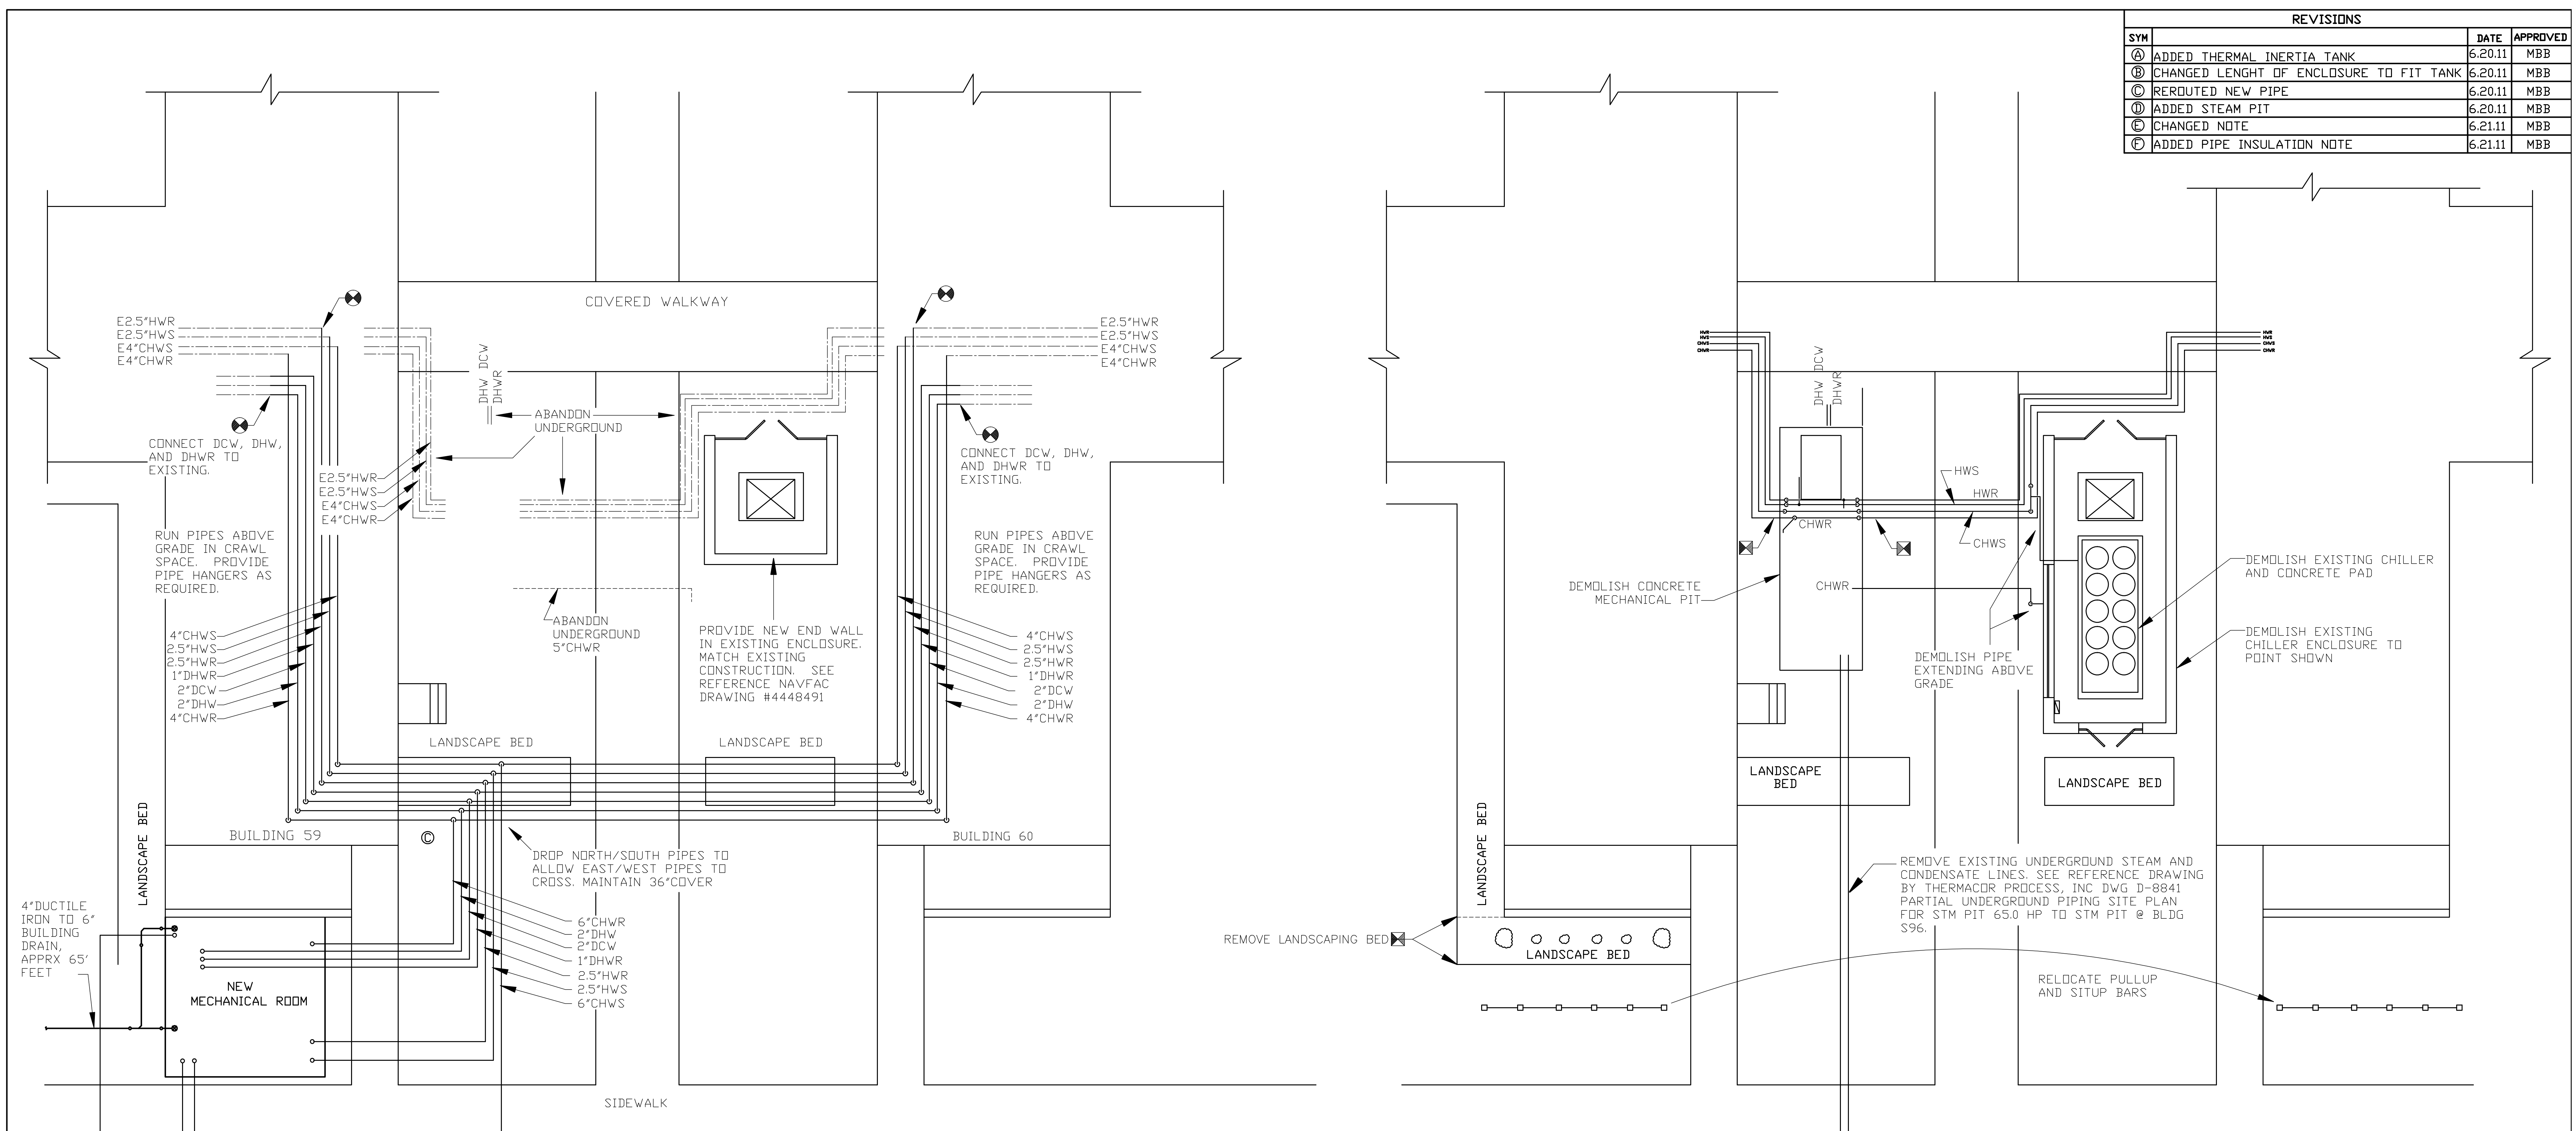 REVISIONS
SYM DATE APPROVED
A ADDED THERMAL INERTIA TANK 6.20.11 MBB
B CHANGED LENGHT OF ENCLOSURE TO FIT TANK 6.20.11 MBB
C REROUTED NEW PIPE 6.20.11 MBB
D ADDED STEAM PIT 6.20.11 MBB
E CHANGED NOTE 6.21.11 MBB
F ADDED PIPE INSULATION NOTE 6.21.11 MBB
COVERED WALKWAY
E2.5"HWR
E2.5"HWS
E4"CHWS
E4"CHWR
E2.5"HWR
E2.5"HWS
E4"CHWS
E4"CHWR
DHW DCW
DHWR
ABANDON
UNDERGROUND
CONNECT DCW, DHW,
AND DHWR TO
EXISTING.
CONNECT DCW, DHW,
AND DHWR TO
EXISTING.
E2.5"HWR
E2.5"HWS
E4"CHWS
E4"CHWR
RUN PIPES ABOVE
GRADE IN CRAWL
SPACE. PROVIDE
PIPE HANGERS AS
REQUIRED.
RUN PIPES ABOVE
GRADE IN CRAWL
SPACE. PROVIDE
PIPE HANGERS AS
REQUIRED.
ABANDON
UNDERGROUND
5"CHWR
PROVIDE NEW END WALL
IN EXISTING ENCLOSURE.
MATCH EXISTING
CONSTRUCTION. SEE
REFERENCE NAVFAC
DRAWING #4448491
4"CHWS
2.5"HWS
2.5"HWR
1"DHWR
2"DCW
2"DHW
4"CHWR
4"CHWS
2.5"HWS
2.5"HWR
1"DHWR
2"DCW
2"DHW
4"CHWR
LANDSCAPE BED
LANDSCAPE BED
LANDSCAPE BED
BUILDING 59
C
BUILDING 60
DROP NORTH/SOUTH PIPES TO
ALLOW EAST/WEST PIPES TO
CROSS. MAINTAIN 36"COVER
4"DUCTILE
IRON TO 6"
BUILDING
DRAIN,
APPRX 65'
FEET
6"CHWR
2"DHW
2"DCW
1"DHWR
2.5"HWR
2.5"HWS
6"CHWS
NEW
MECHANICAL ROOM
SIDEWALK
HWR
HWS
CHWS
CHWR
HWR
HWS
CHWS
CHWR
DHW DCW
DHWR
HWS
HWR
CHWR
CHWS
DEMOLISH CONCRETE
MECHANICAL PIT
CHWR
DEMOLISH EXISTING CHILLER
AND CONCRETE PAD
DEMOLISH EXISTING
CHILLER ENCLOSURE TO
POINT SHOWN
DEMOLISH PIPE
EXTENDING ABOVE
GRADE
LANDSCAPE
BED
LANDSCAPE BED
LANDSCAPE BED
REMOVE EXISTING UNDERGROUND STEAM AND
CONDENSATE LINES. SEE REFERENCE DRAWING
BY THERMACOR PROCESS, INC DWG D-8841
PARTIAL UNDERGROUND PIPING SITE PLAN
FOR STM PIT 65.0 HP TO STM PIT @ BLDG
S96.
REMOVE LANDSCAPING BED
LANDSCAPE BED
RELOCATE PULLUP
AND SITUP BARS